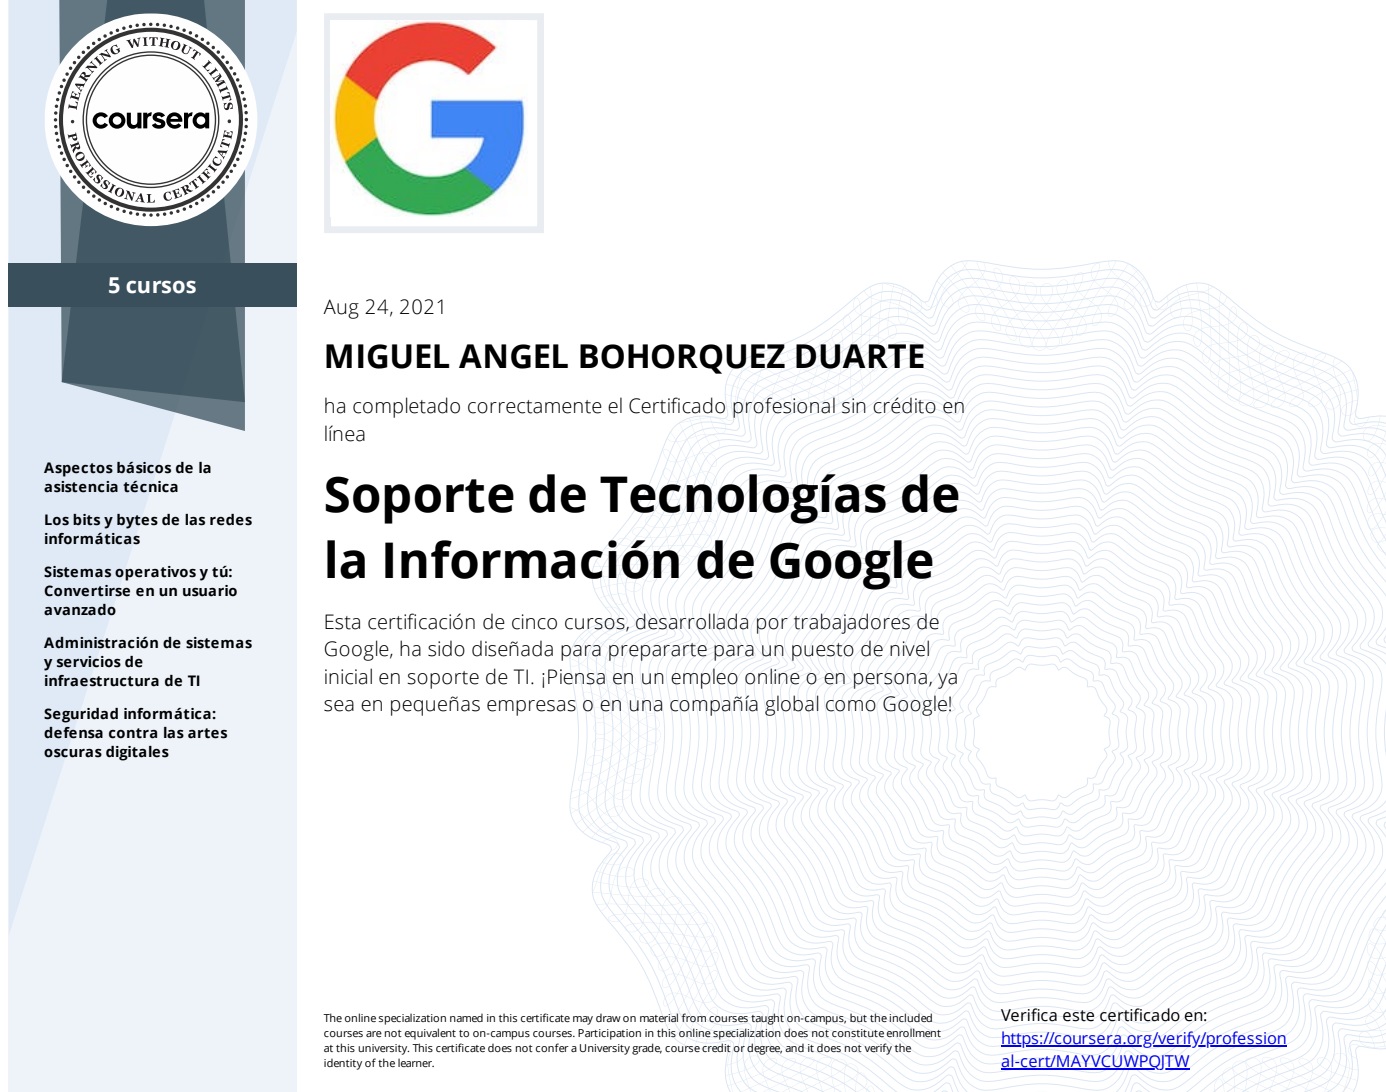 LEARNING WITHOUT LIMITS
coursera
PROFESSIONAL CERTIFICATE
5 cursos
Aspectos básicos de la
asistencia técnica
Los bits y bytes de las redes
informáticas
Sistemas operativos y tú:
Convertirse en un usuario
avanzado
Administración de sistemas
y servicios de
infraestructura de TI
Seguridad informática:
defensa contra las artes
oscuras digitales
Aug 24, 2021
MIGUEL ANGEL BOHORQUEZ DUARTE
ha completado correctamente el Certificado profesional sin crédito en
línea
Soporte de Tecnologías de
la Información de Google
Esta certificación de cinco cursos, desarrollada por trabajadores de
Google, ha sido diseñada para prepararte para un puesto de nivel
inicial en soporte de TI. ¡Piensa en un empleo online o en persona, ya
sea en pequeñas empresas o en una compañía global como Google!
The online specialization named in this certificate may draw on material from courses taught on-campus, but the included
courses are not equivalent to on-campus courses. Participation in this online specialization does not constitute enrollment
at this university. This certificate does not confer a University grade, course credit or degree, and it does not verify the
identity of the learner.
Verifica este certificado en:
https://coursera.org/verify/profession
al-cert/MAYVCUWPQJTW